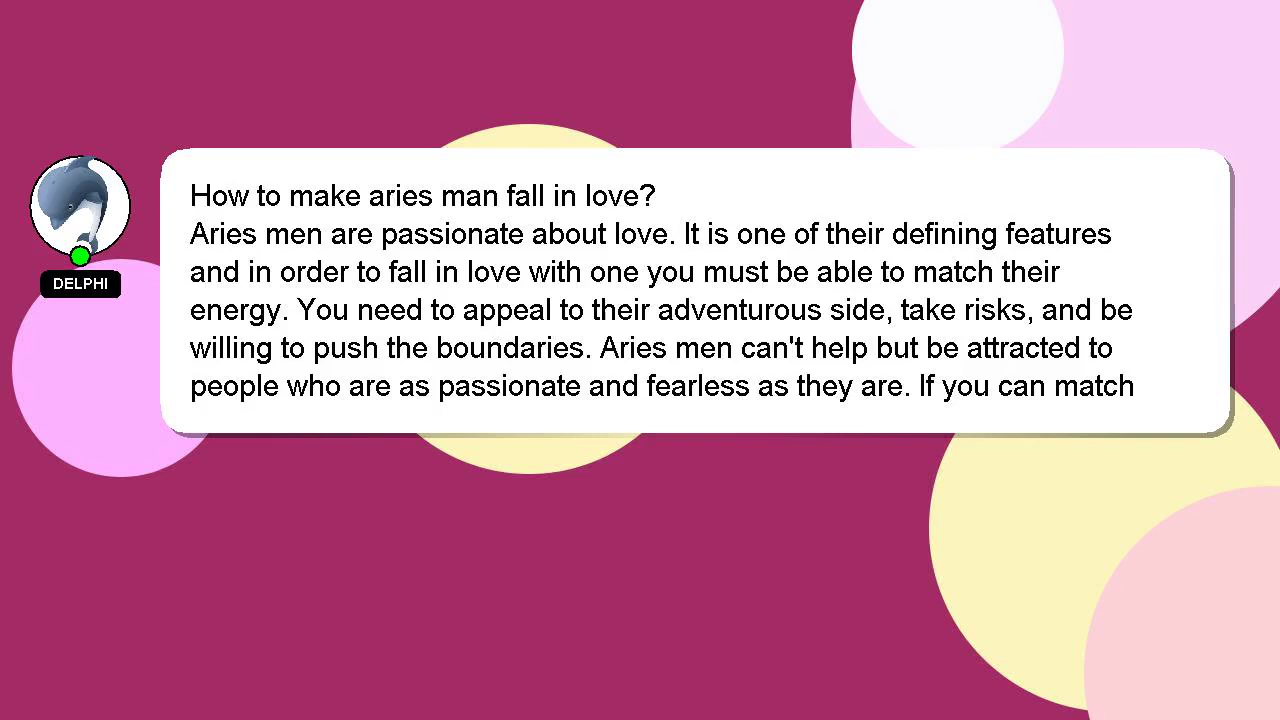 How to make aries man fall in love?
Aries men are passionate about love. It is one of their defining features
and in order to fall in love with one you must be able to match their
energy. You need to appeal to their adventurous side, take risks, and be
willing to push the boundaries. Aries men can't help but be attracted to
people who are as passionate and fearless as they are. If you can match
DELPHI